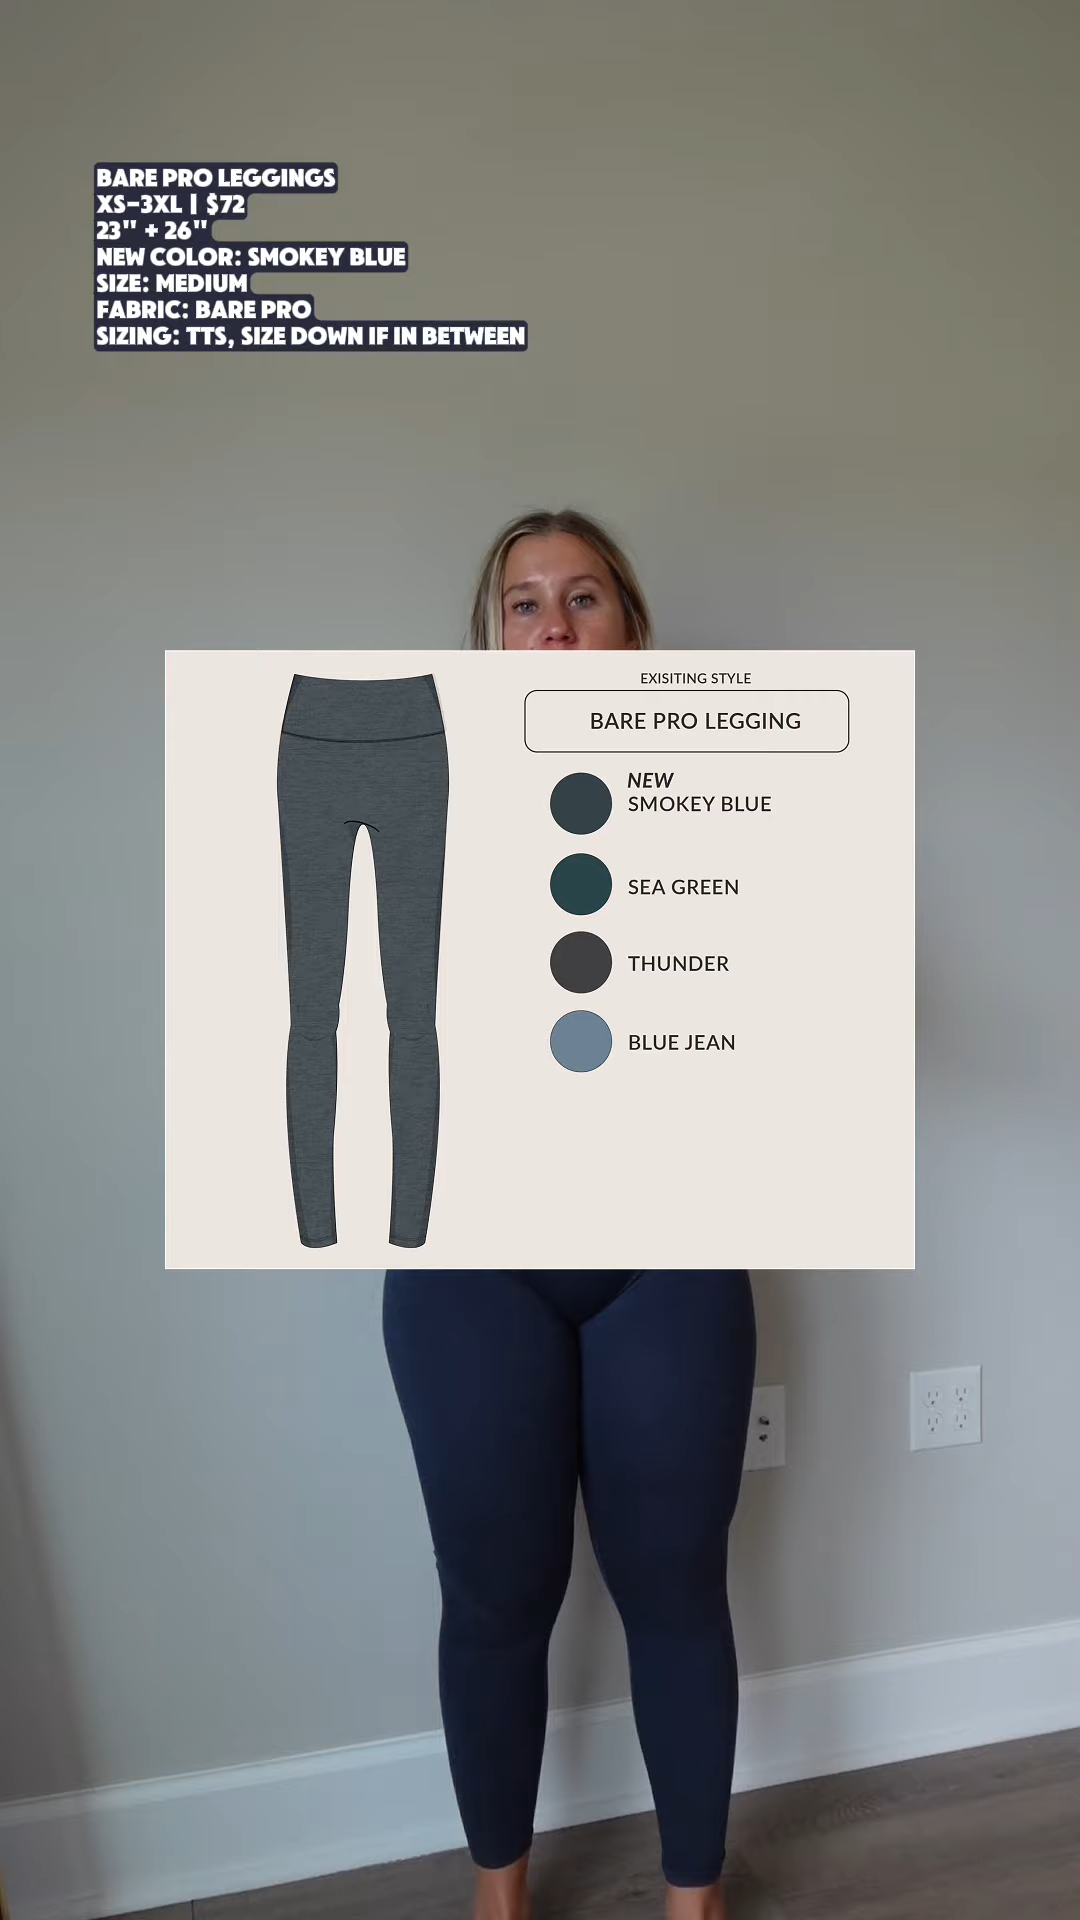 BARE PRO LEGGINGS
XS-3XL | $72
23" + 26"
NEW COLOR: SMOKEY BLUE
SIZE: MEDIUM
FABRIC: BARE PRO
SIZING: TTS, SIZE DOWN IF IN BETWEEN
EXISITING STYLE
BARE PRO LEGGING
NEW
SMOKEY BLUE
SEA GREEN
THUNDER
BLUE JEAN